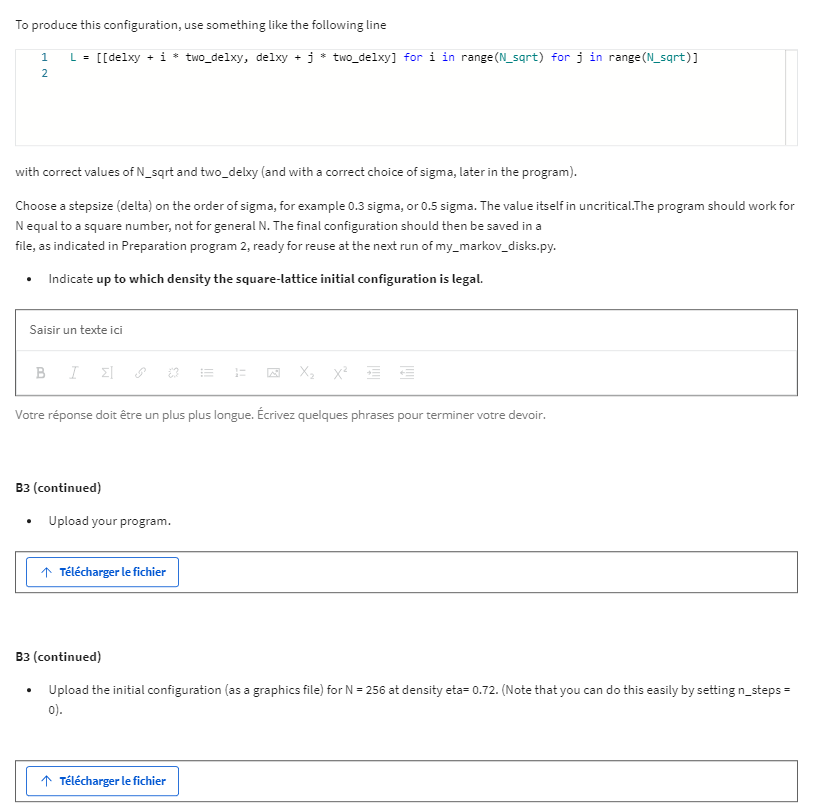 To produce this configuration, use something like the following line
1 L = [[delxy + i * two_delxy, delxy + j * two_delxy] for i in range(N_sqrt) for j in range(N_sqrt)]
2
with correct values of N_sqrt and two_delxy (and with a correct choice of sigma, later in the program).
Choose a stepsize (delta) on the order of sigma, for example 0.3 sigma, or 0.5 sigma. The value itself in uncritical.The program should work for
N equal to a square number, not for general N. The final configuration should then be saved in a
file, as indicated in Preparation program 2, ready for reuse at the next run of my_markov_disks.py.
• Indicate up to which density the square-lattice initial configuration is legal.
Saisir un texte ici
B I Σ| X₂ X²
Votre réponse doit être un plus plus longue. Écrivez quelques phrases pour terminer votre devoir.
B3 (continued)
• Upload your program.
Télécharger le fichier
B3 (continued)
• Upload the initial configuration (as a graphics file) for N = 256 at density eta= 0.72. (Note that you can do this easily by setting n_steps =
0).
Télécharger le fichier